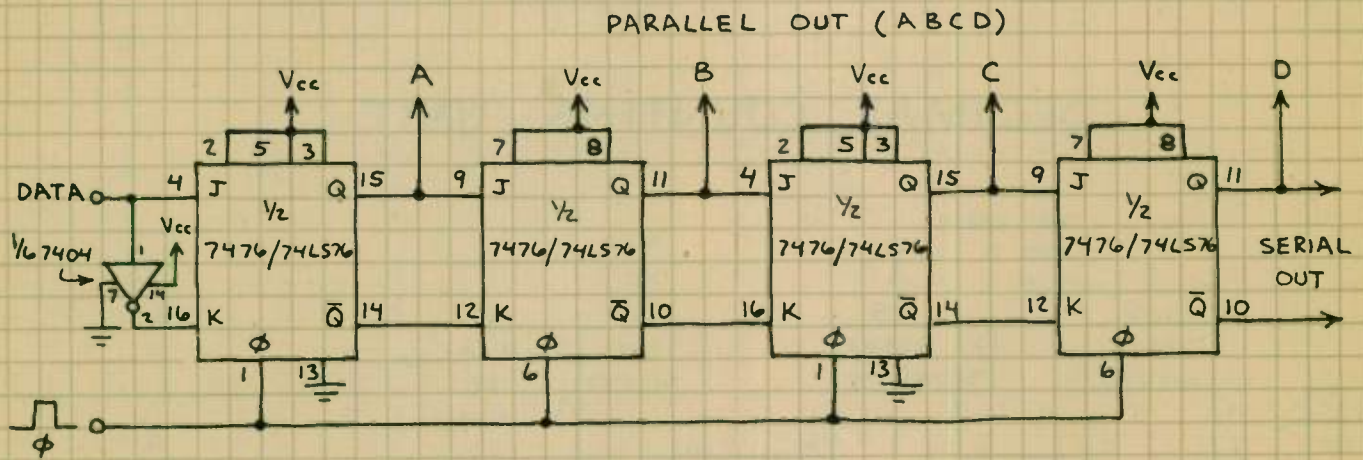 PARALLEL OUT (ABCD)
Vcc A Vcc B Vcc C Vcc D
2 5 3 7 8 2 5 3 7 8
DATA 4 J Q 15 9 J Q 11 4 J Q 15 9 J Q 11
1/2 1/2 1/2 1/2
1/6 7404 1 Vcc 7476/74LS76 7476/74LS76 7476/74LS76 7476/74LS76 SERIAL
OUT
7 14
2 16 K Q̅ 14 12 K Q̅ 10 16 K Q̅ 14 12 K Q̅ 10
ɸ ɸ ɸ ɸ
1 13 6 1 13 6
ɸ